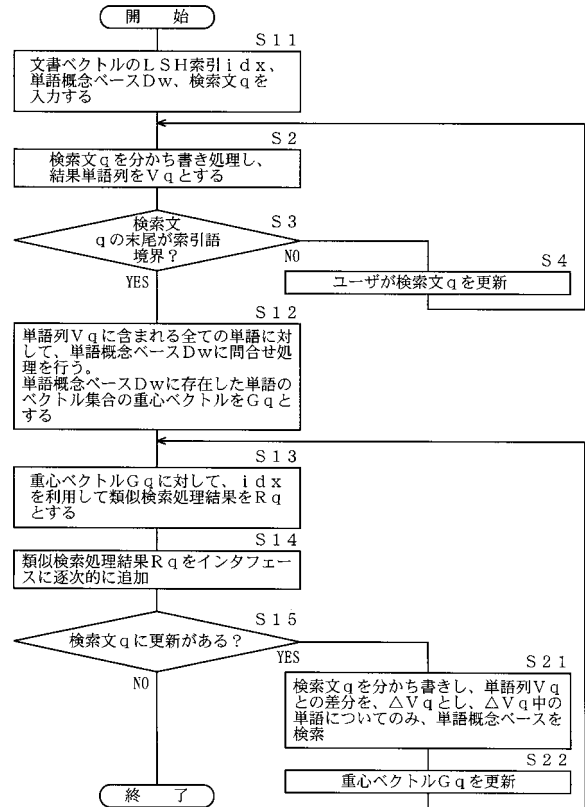 開　始
S11
文書ベクトルのLSH索引idx、
単語概念ベースDw、検索文qを
入力する
S2
検索文qを分かち書き処理し、
結果単語列をVqとする
S3
検索文
qの末尾が索引語
境界？
NO
YES
S4
ユーザが検索文qを更新
S12
単語列Vqに含まれる全ての単語に対
して、単語概念ベースDwに問合せ処
理を行う。
単語概念ベースDwに存在した単語の
ベクトル集合の重心ベクトルをGqと
する
S13
重心ベクトルGqに対して、idx
を利用して類似検索処理結果をRq
とする
S14
類似検索処理結果Rqをインタフェー
スに逐次的に追加
S15
検索文qに更新がある？
YES
NO
S21
検索文qを分かち書きし、単語列Vq
との差分を、△Vqとし、△Vq中の
単語についてのみ、単語概念ベースを
検索
S22
重心ベクトルGqを更新
終　了